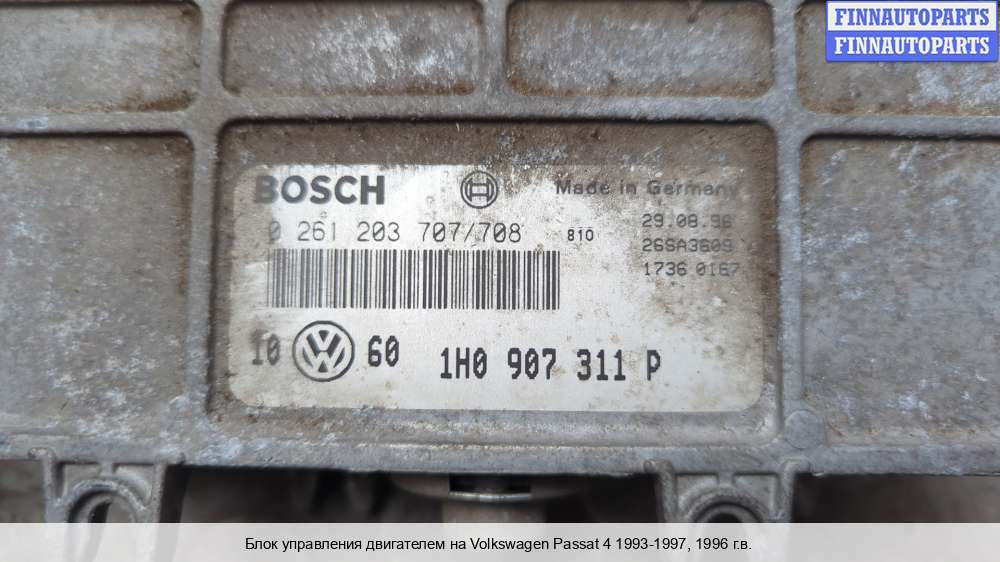 FINNAUTOPARTS
FINNAUTOPARTS
BOSCH Made in Germany
0 261 203 707/708 810 29.08.96
26SA3609
1736 0167
10 60 1H0 907 311 P
Блок управления двигателем на Volkswagen Passat 4 1993-1997, 1996 г.в.